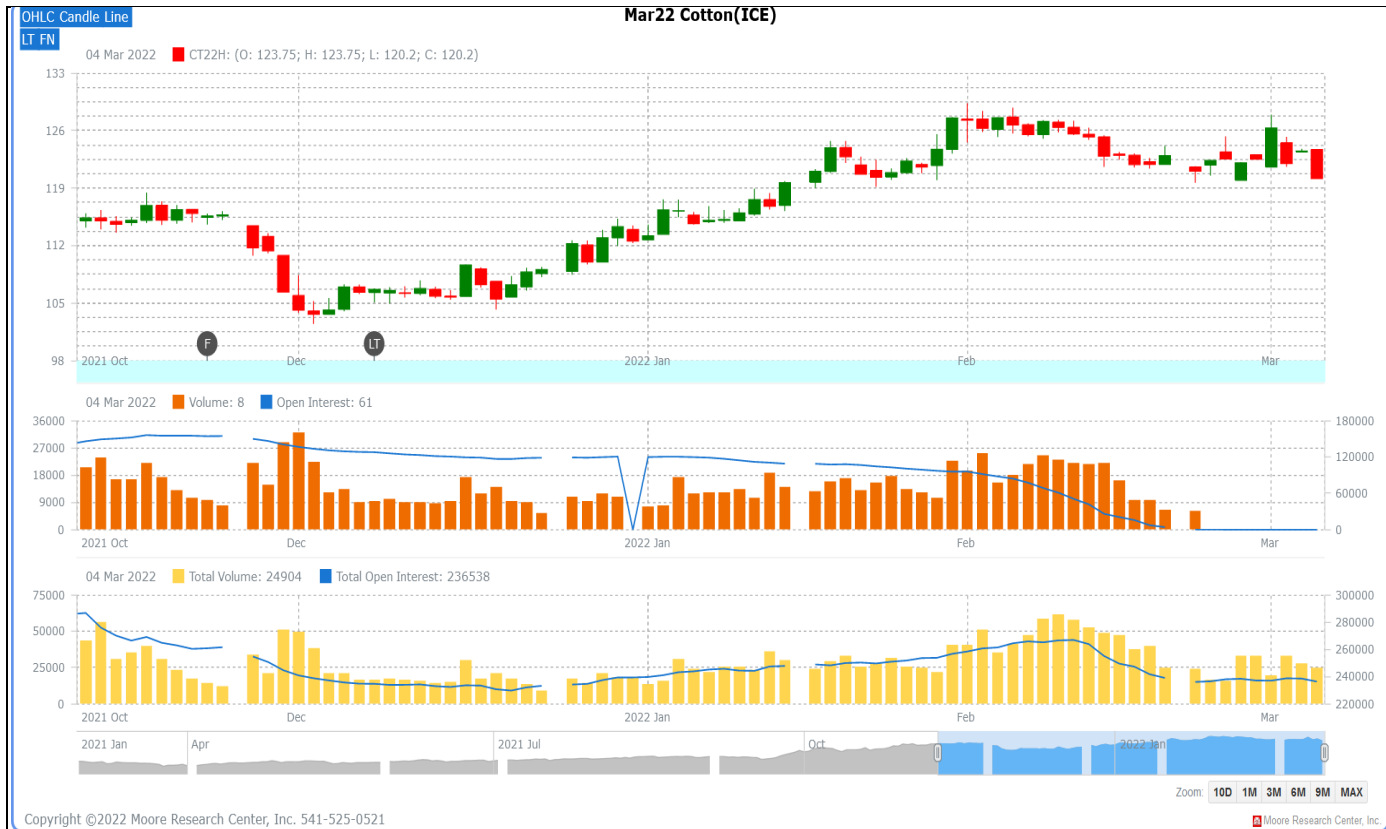 OHLC Candle Line
Mar22 Cotton(ICE)
LT FN
04 Mar 2022 CT22H: (O: 123.75; H: 123.75; L: 120.2; C: 120.2)
133
126
119
112
105
F LT
98 2021 Oct Dec 2022 Jan Feb Mar
04 Mar 2022 Volume: 8 Open Interest: 61
36000 180000
27000
120000
18000
60000
9000
0 0
2021 Oct Dec 2022 Jan Feb Mar
04 Mar 2022 Total Volume: 24904 Total Open Interest: 236538
75000 300000
280000
50000
260000
25000
240000
0 220000
2021 Oct Dec 2022 Jan Feb Mar
2021 Jan Apr 2021 Jul Oct 2022 Jan
Zoom: 10D 1M 3M 6M 9M MAX
Copyright ©2022 Moore Research Center, Inc. 541-525-0521
Moore Research Center, Inc.